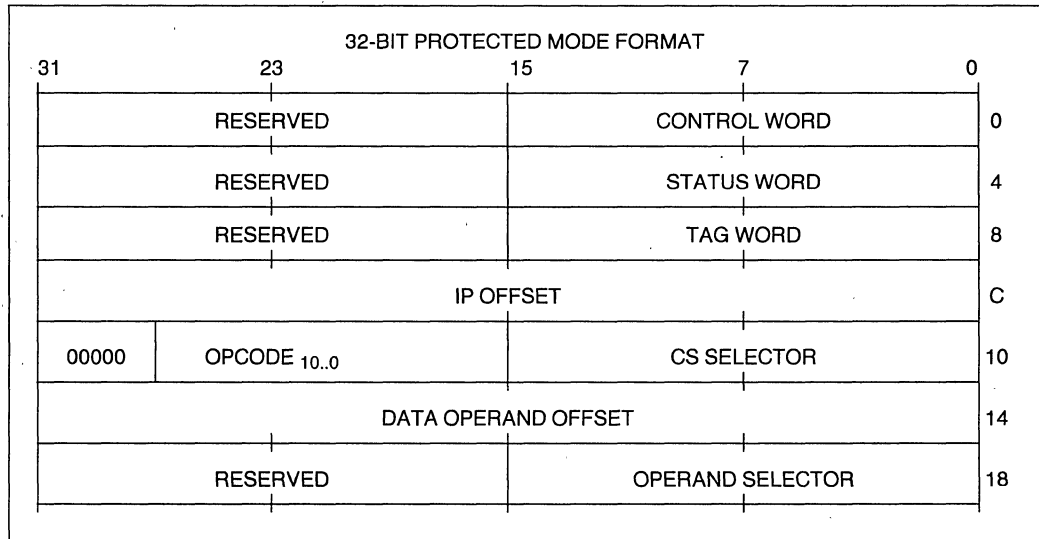 32-BIT PROTECTED MODE FORMAT
31 23 15 7 0
RESERVED CONTROL WORD 0
RESERVED STATUS WORD 4
RESERVED TAG WORD 8
IP OFFSET C
00000 OPCODE 10..0 CS SELECTOR 10
DATA OPERAND OFFSET 14
RESERVED OPERAND SELECTOR 18